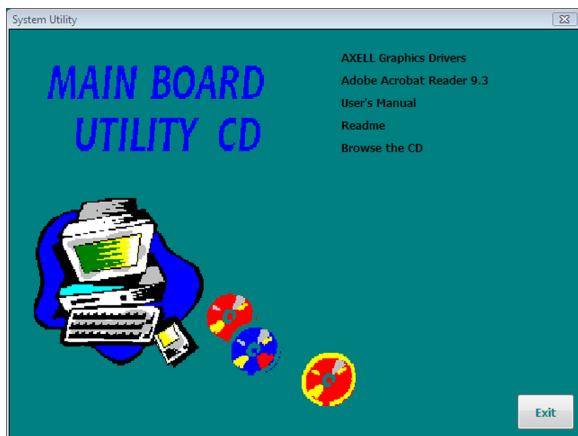 System Utility
MAIN BOARD
UTILITY CD
AXELL Graphics Drivers
Adobe Acrobat Reader 9.3
User's Manual
Readme
Browse the CD
Exit